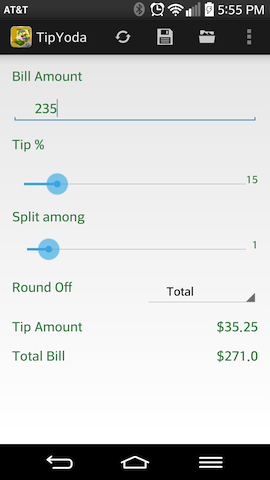 AT&T 5:55 PM
TipYoda
Bill Amount
235
Tip %
15
Split among
1
Round Off Total
Tip Amount $35.25
Total Bill $271.0